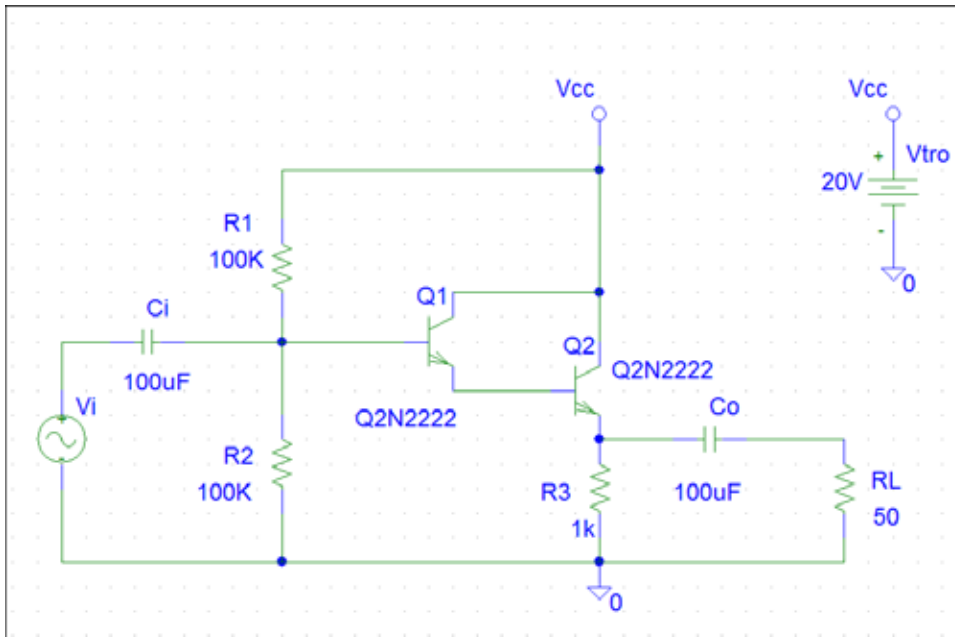 Vcc
Vcc
+
Vtro
20V
-
0
R1
100K
Q1
Ci
100uF
Q2
Q2N2222
Q2N2222
Vi
R2
100K
Co
100uF
R3
1k
RL
50
0